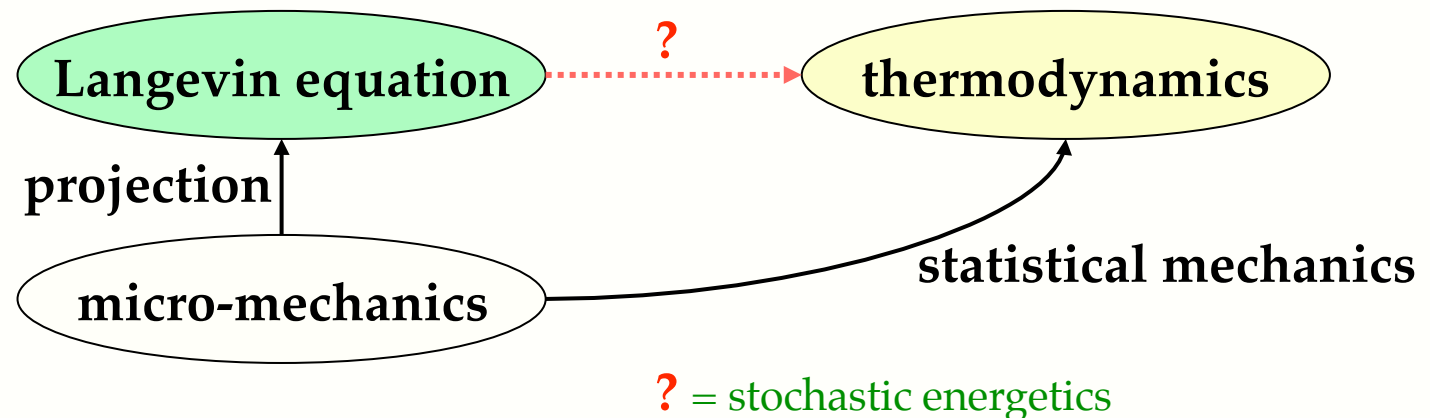 ?
Langevin equation
thermodynamics
projection
statistical mechanics
micro-mechanics
? = stochastic energetics